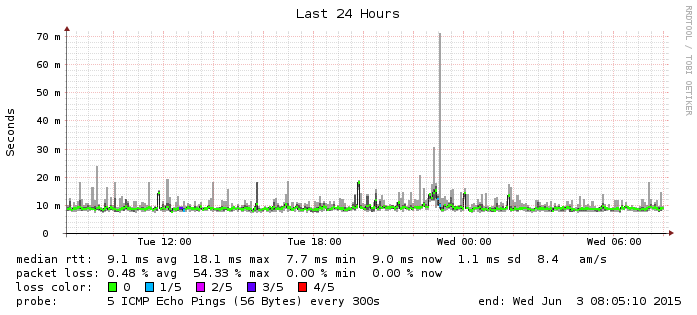 Last 24 Hours
RRDTOOL / TOBI OETIKER
Seconds
70 m
60 m
50 m
40 m
30 m
20 m
10 m
0
Tue 12:00 Tue 18:00 Wed 00:00 Wed 06:00
median rtt: 9.1 ms avg 18.1 ms max 7.7 ms min 9.0 ms now 1.1 ms sd 8.4 am/s
packet loss: 0.48 % avg 54.33 % max 0.00 % min 0.00 % now
loss color: 0 1/5 2/5 3/5 4/5
probe: 5 ICMP Echo Pings (56 Bytes) every 300s end: Wed Jun 3 08:05:10 2015